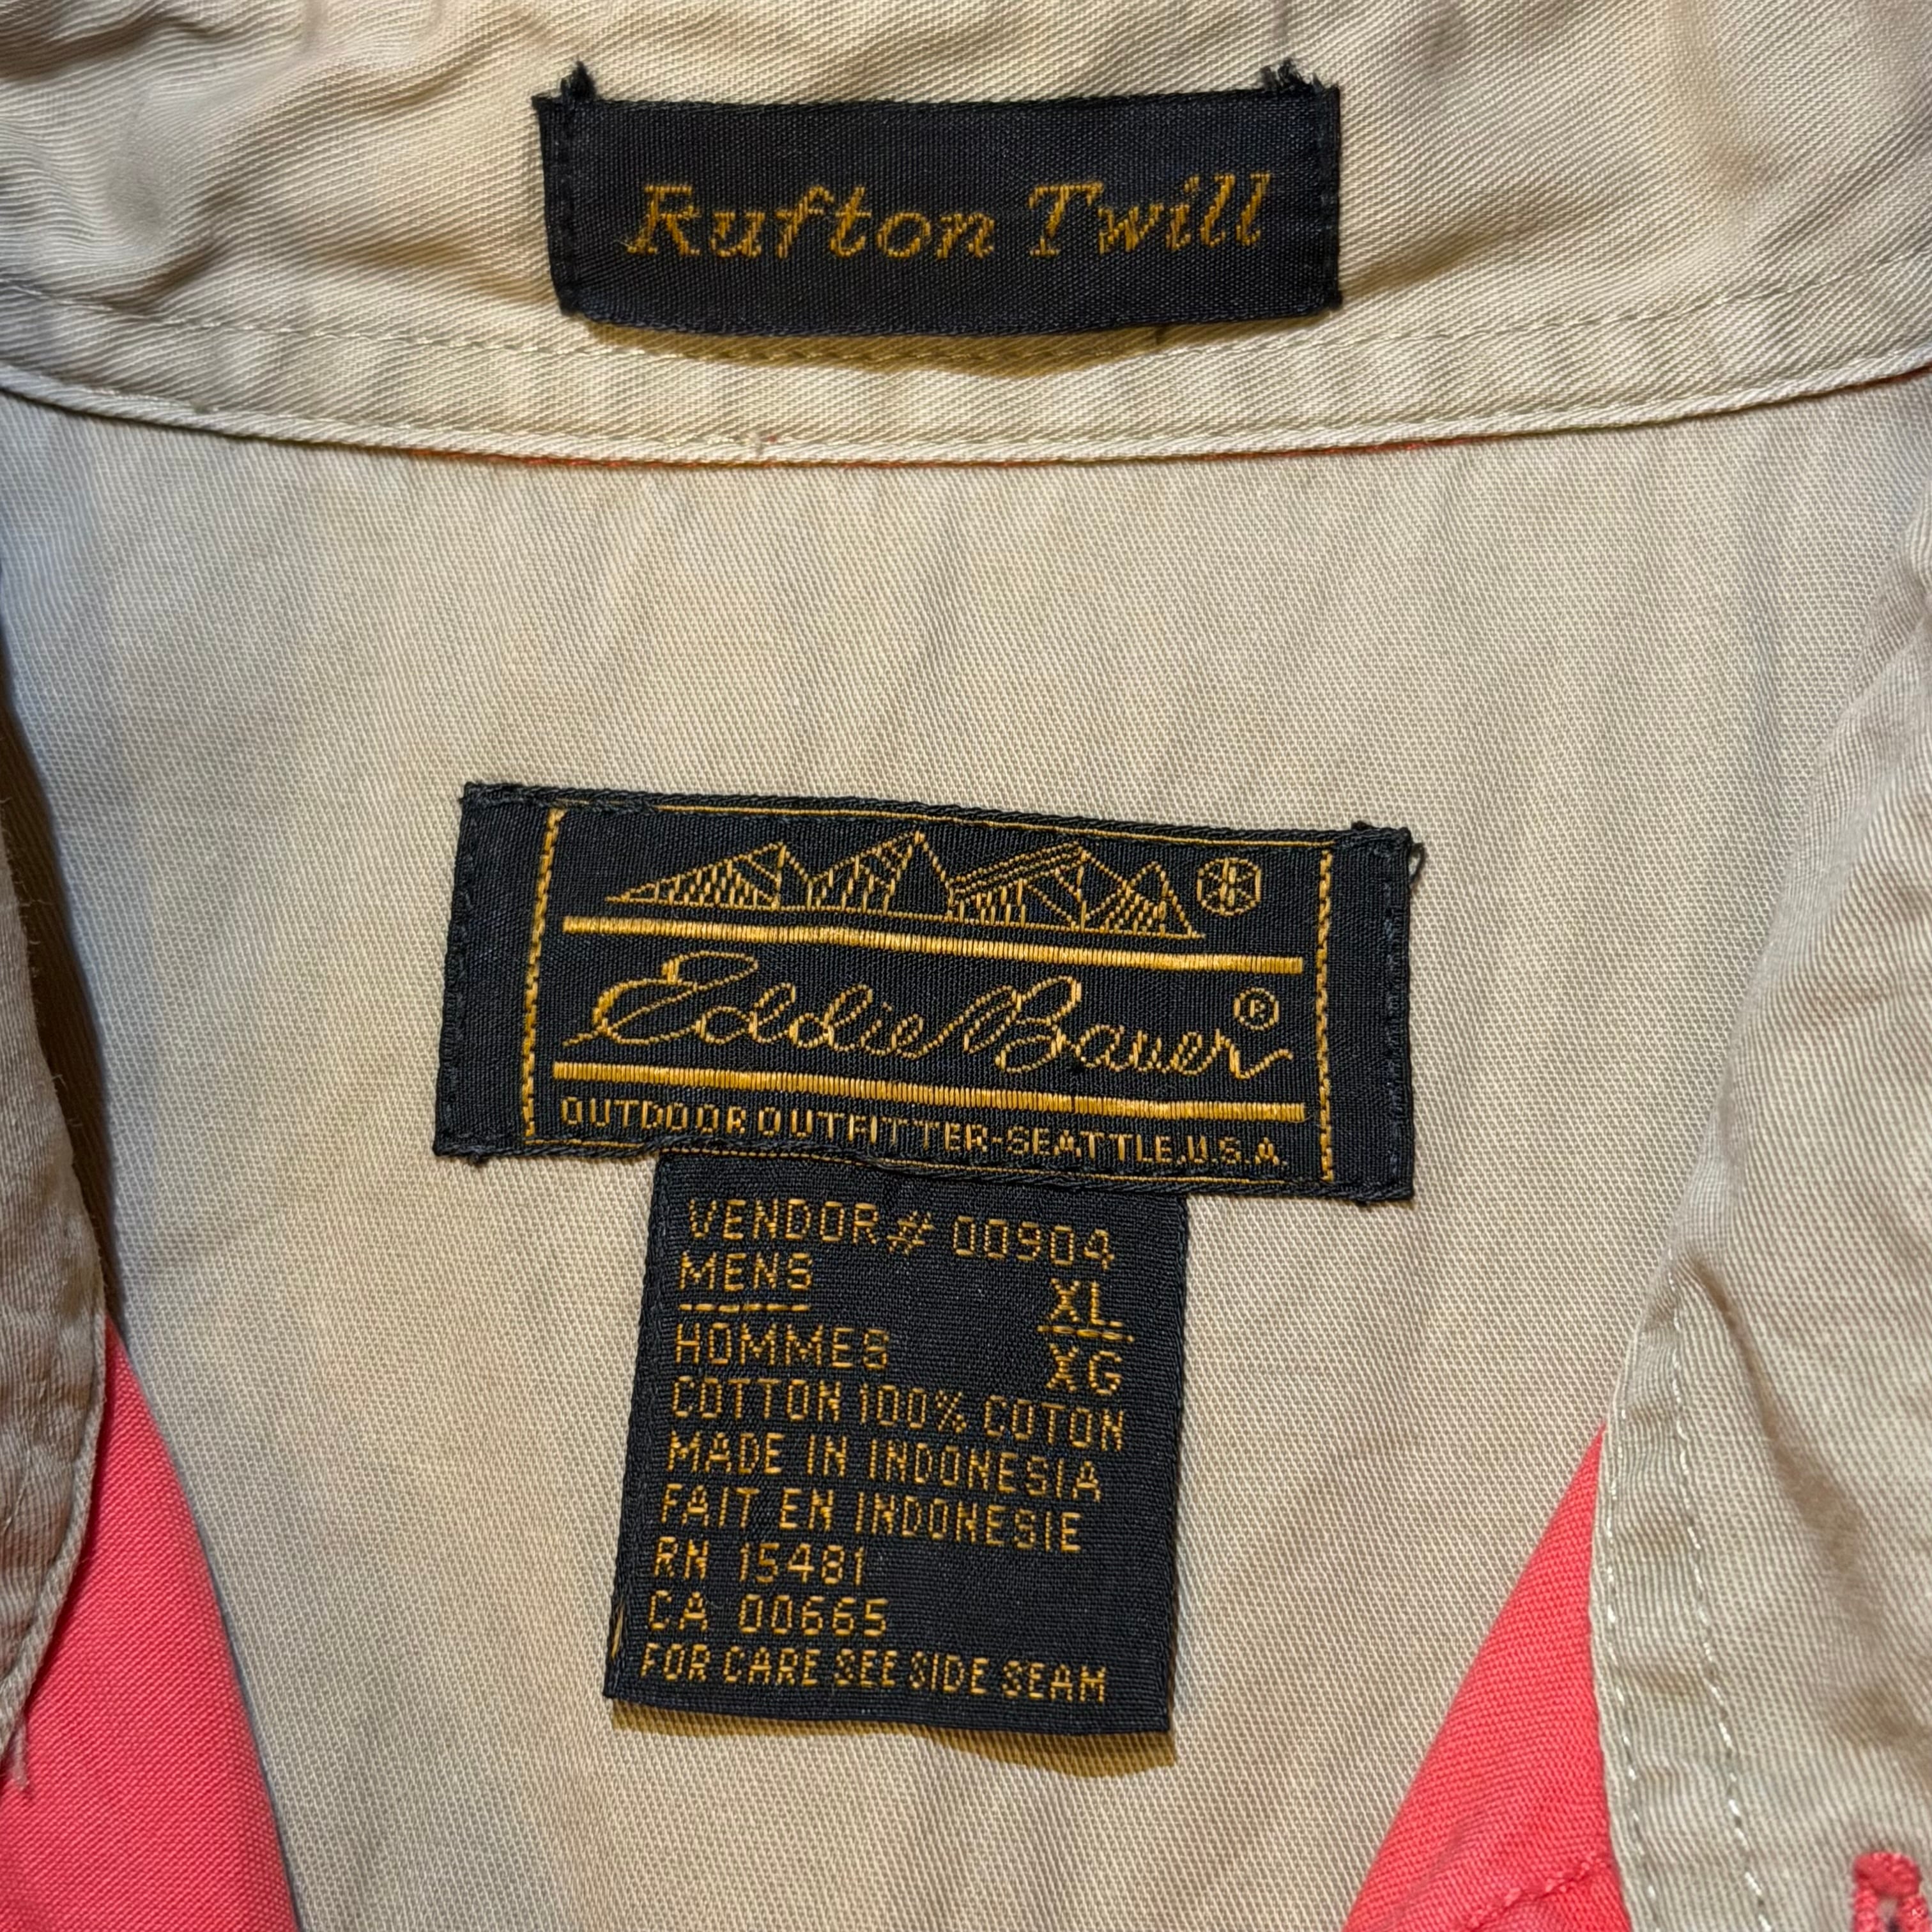 Rufton Twill
Eddie Bauer®
OUTDOOR OUTFITTER-SEATTLE,U.S.A.
VENDOR# 00904
MENS XL
HOMMES XG
COTTON 100% COTON
MADE IN INDONESIA
FAIT EN INDONESIE
RN 15481
CA 00665
FOR CARE SEE SIDE SEAM